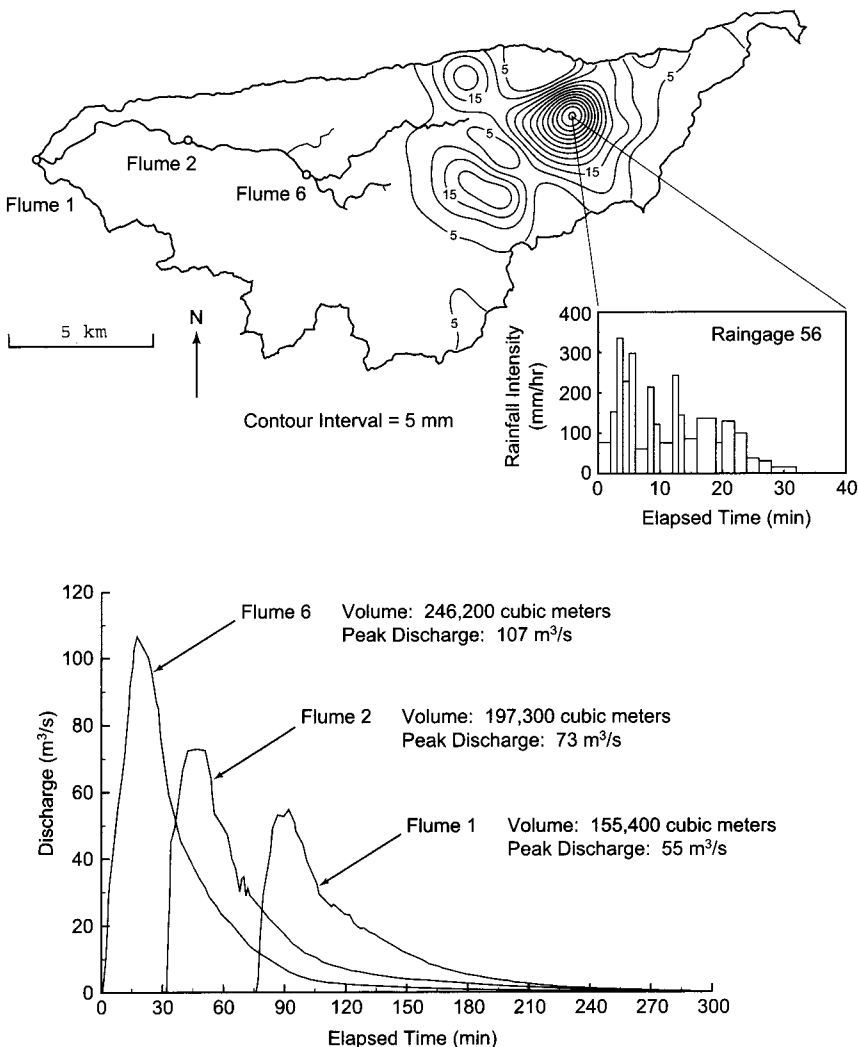 5
5
15
5
Flume 2
Flume 1
Flume 6
15
15
5
5
5 km
N
5
Contour Interval = 5 mm
Raingage 56
Rainfall Intensity
(mm/hr)
400
300
200
100
0
0 10 20 30 40
Elapsed Time (min)
Flume 6 Volume: 246,200 cubic meters
Peak Discharge: 107 m³/s
Flume 2 Volume: 197,300 cubic meters
Peak Discharge: 73 m³/s
Flume 1 Volume: 155,400 cubic meters
Peak Discharge: 55 m³/s
Discharge (m³/s)
120
100
80
60
40
20
0
0 30 60 90 120 150 180 210 240 270 300
Elapsed Time (min)